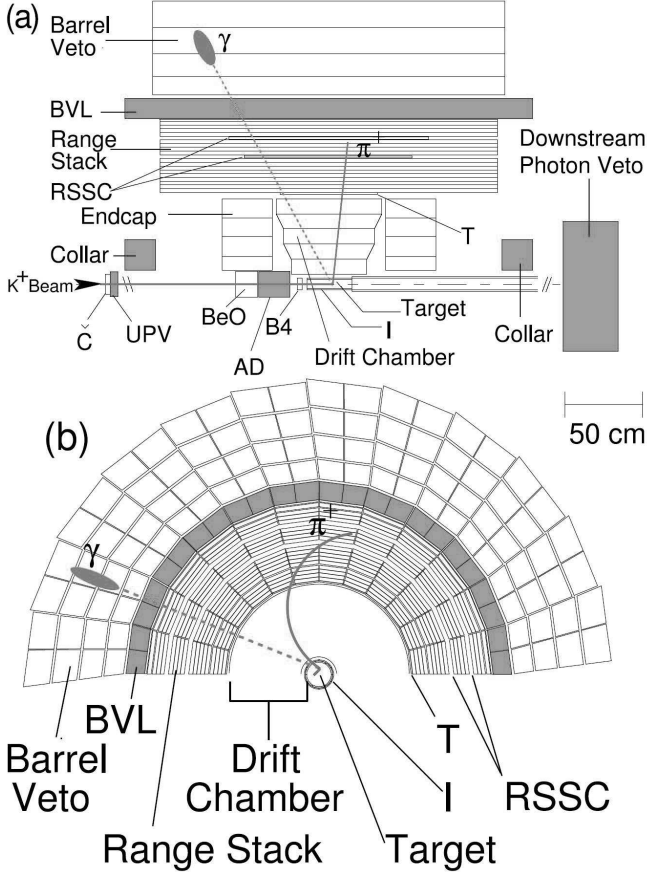 (a)
Barrel
Veto
γ
BVL
Range
Stack
π+
RSSC
Downstream
Photon Veto
Endcap
T
Collar
K+Beam
Č
UPV
BeO
AD
B4
I
Target
Drift Chamber
Collar
50 cm
(b)
π+
γ
BVL
Barrel
Veto
Drift
Chamber
Range Stack
Target
T
I
RSSC